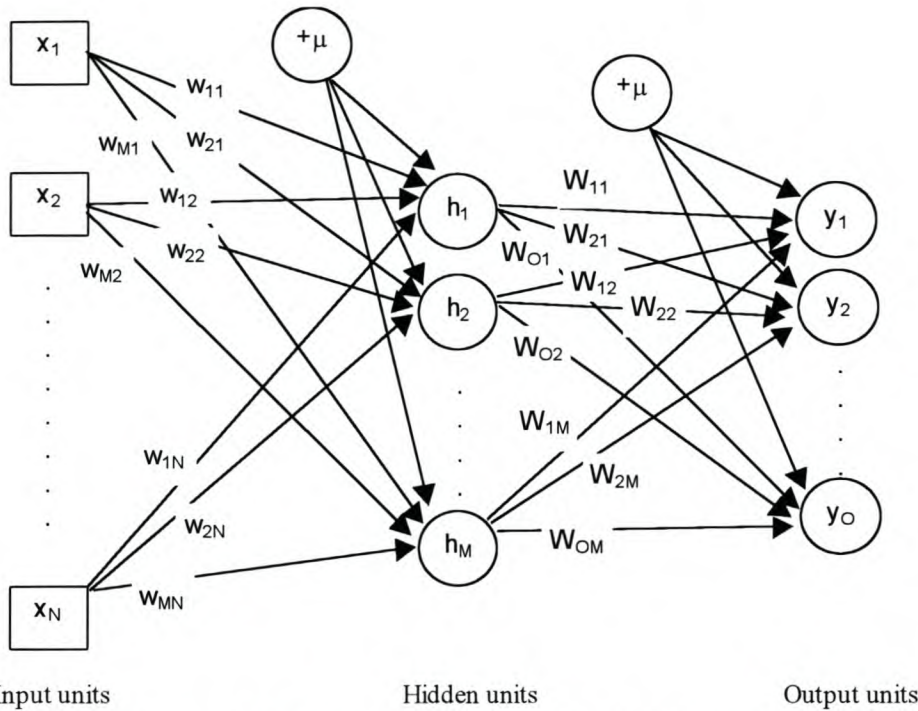 x1
+μ
+μ
w11
wM1
w21
x2
w12
w22
wM2
h1
W11
W21
WO1
W12
y1
h2
W22
y2
WO2
w1N
W1M
W2M
w2N
hM
WOM
yO
xN
wMN
Input units
Hidden units
Output units